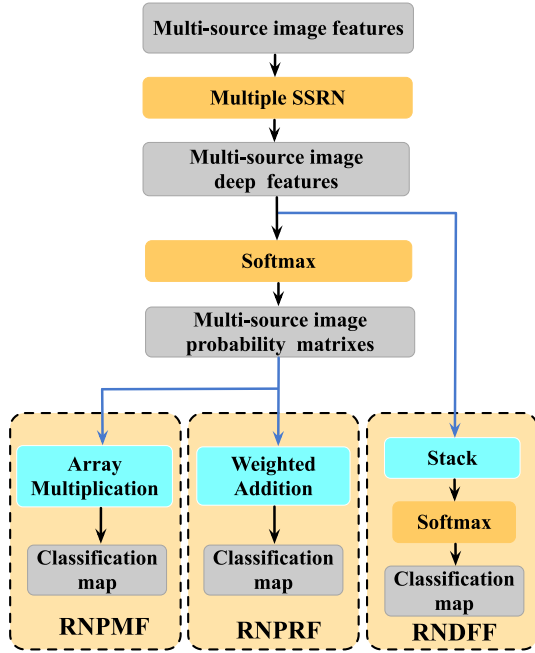 Multi-source image features
Multiple SSRN
Multi-source image
deep features
Softmax
Multi-source image
probability matrixes
Array
Multiplication
Classification
map
RNPMF
Weighted
Addition
Classification
map
RNPRF
Stack
Softmax
Classification
map
RNDFF